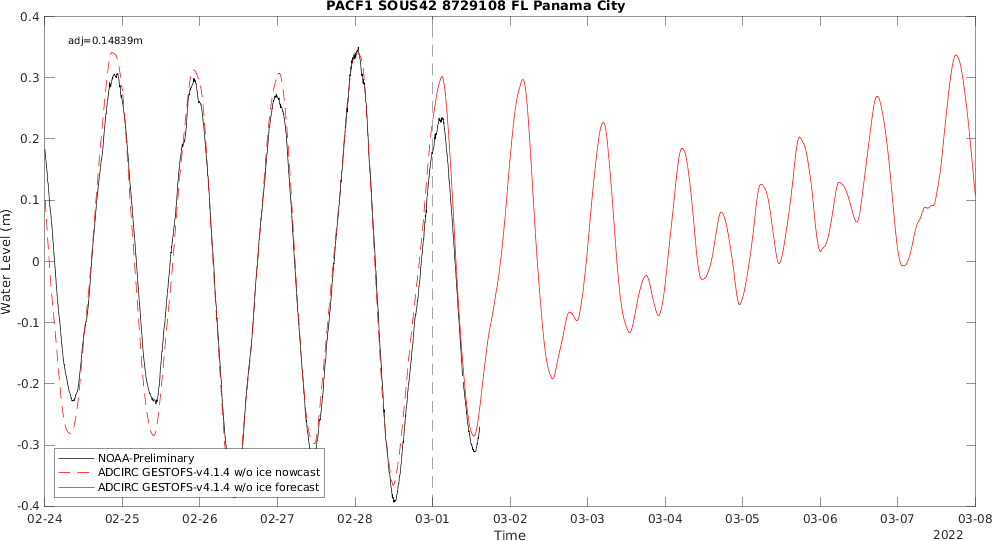 PACF1 SOUS42 8729108 FL Panama City
adj=0.14839m
0.4
0.3
0.2
0.1
0
-0.1
-0.2
-0.3
-0.4
Water Level (m)
NOAA-Preliminary
ADCIRC GESTOFS-v4.1.4 w/o ice nowcast
ADCIRC GESTOFS-v4.1.4 w/o ice forecast
02-24 02-25 02-26 02-27 02-28 03-01 03-02 03-03 03-04 03-05 03-06 03-07 03-08
Time
2022